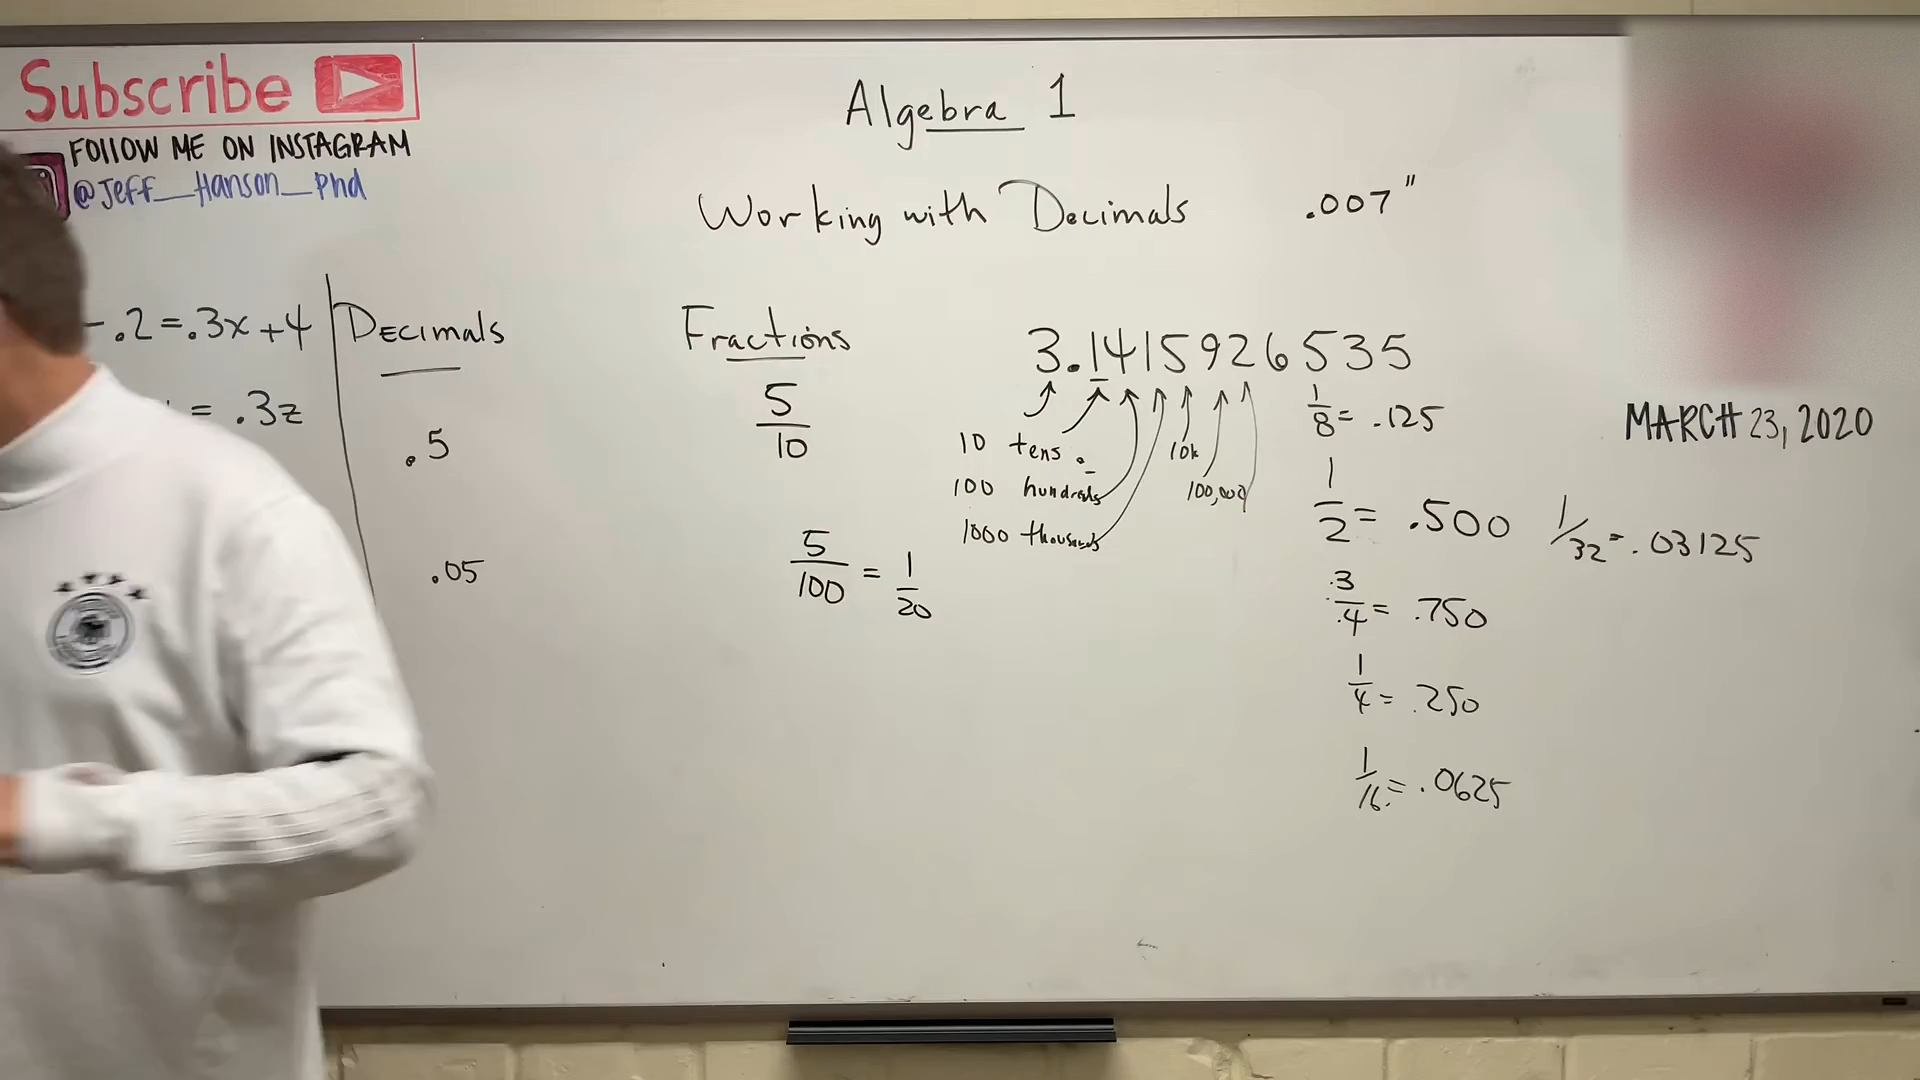 Subscribe
FOLLOW ME ON INSTAGRAM
@Jeff_Hanson_Phd
Algebra 1
Working with Decimals .007"
- .2=.3x+4
= .3z
Decimals
.5
.05
Fractions
5/10
5/100 = 1/20
3.1415926535
10 tens .
100 hundreds
1000 thousands
10k
100,000
1/8 = .125
1/2 = .500
1/32 = .03125
.3/.4 = .750
1/4 = .250
1/16 = .0625
MARCH 23, 2020